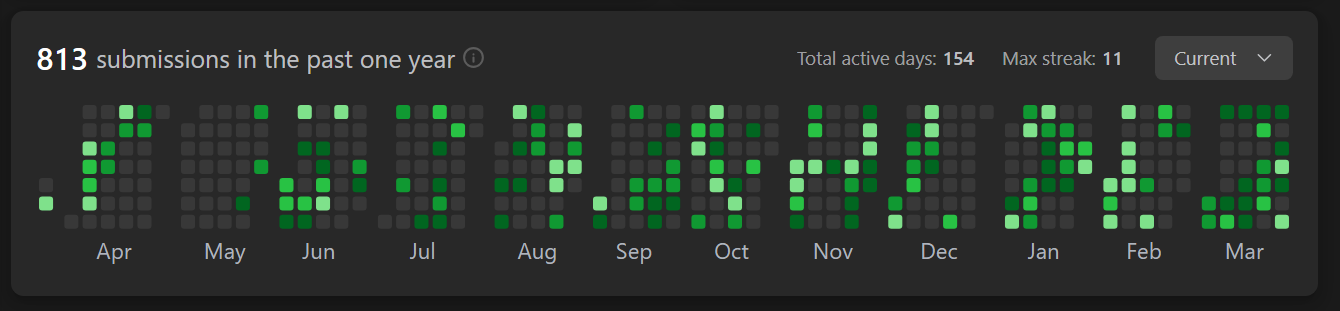 813 submissions in the past one year
Total active days: 154 Max streak: 11 Current
Apr May Jun Jul Aug Sep Oct Nov Dec Jan Feb Mar